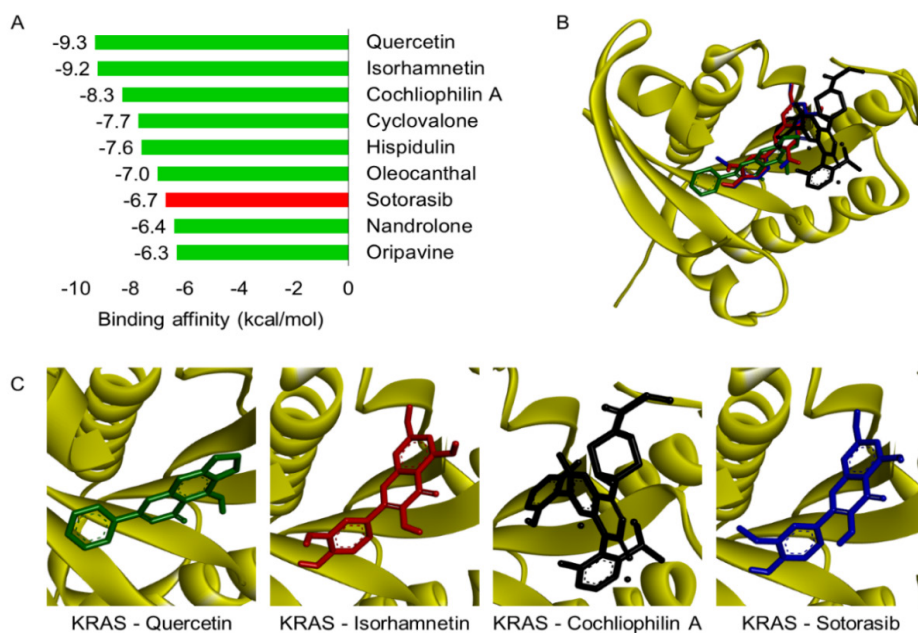 A
-9.3 Quercetin
-9.2 Isorhamnetin
-8.3 Cochliophilin A
-7.7 Cyclovalone
-7.6 Hispidulin
-7.0 Oleocanthal
-6.7 Sotorasib
-6.4 Nandrolone
-6.3 Oripavine
-10 -8 -6 -4 -2 0
Binding affinity (kcal/mol)
B
C
KRAS - Quercetin
KRAS - Isorhamnetin
KRAS - Cochliophilin A
KRAS - Sotorasib